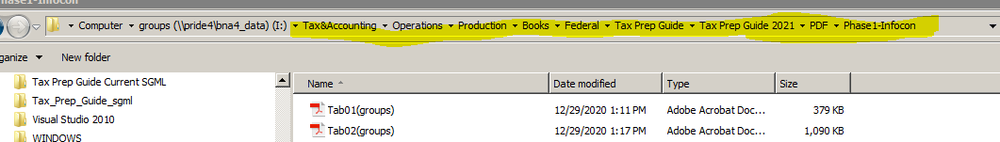 Phase1-Infocon
Computer groups (\\pride4\bna4_data) (I:) Tax&Accounting Operations Production Books Federal Tax Prep Guide Tax Prep Guide 2021 PDF Phase1-Infocon
rganize New folder
Tax Prep Guide Current SGML
Tax_Prep_Guide_sgml
Visual Studio 2010
WINDOWS
Name Date modified Type Size
Tab01(groups) 12/29/2020 1:11 PM Adobe Acrobat Doc... 379 KB
Tab02(groups) 12/29/2020 1:17 PM Adobe Acrobat Doc... 1,090 KB